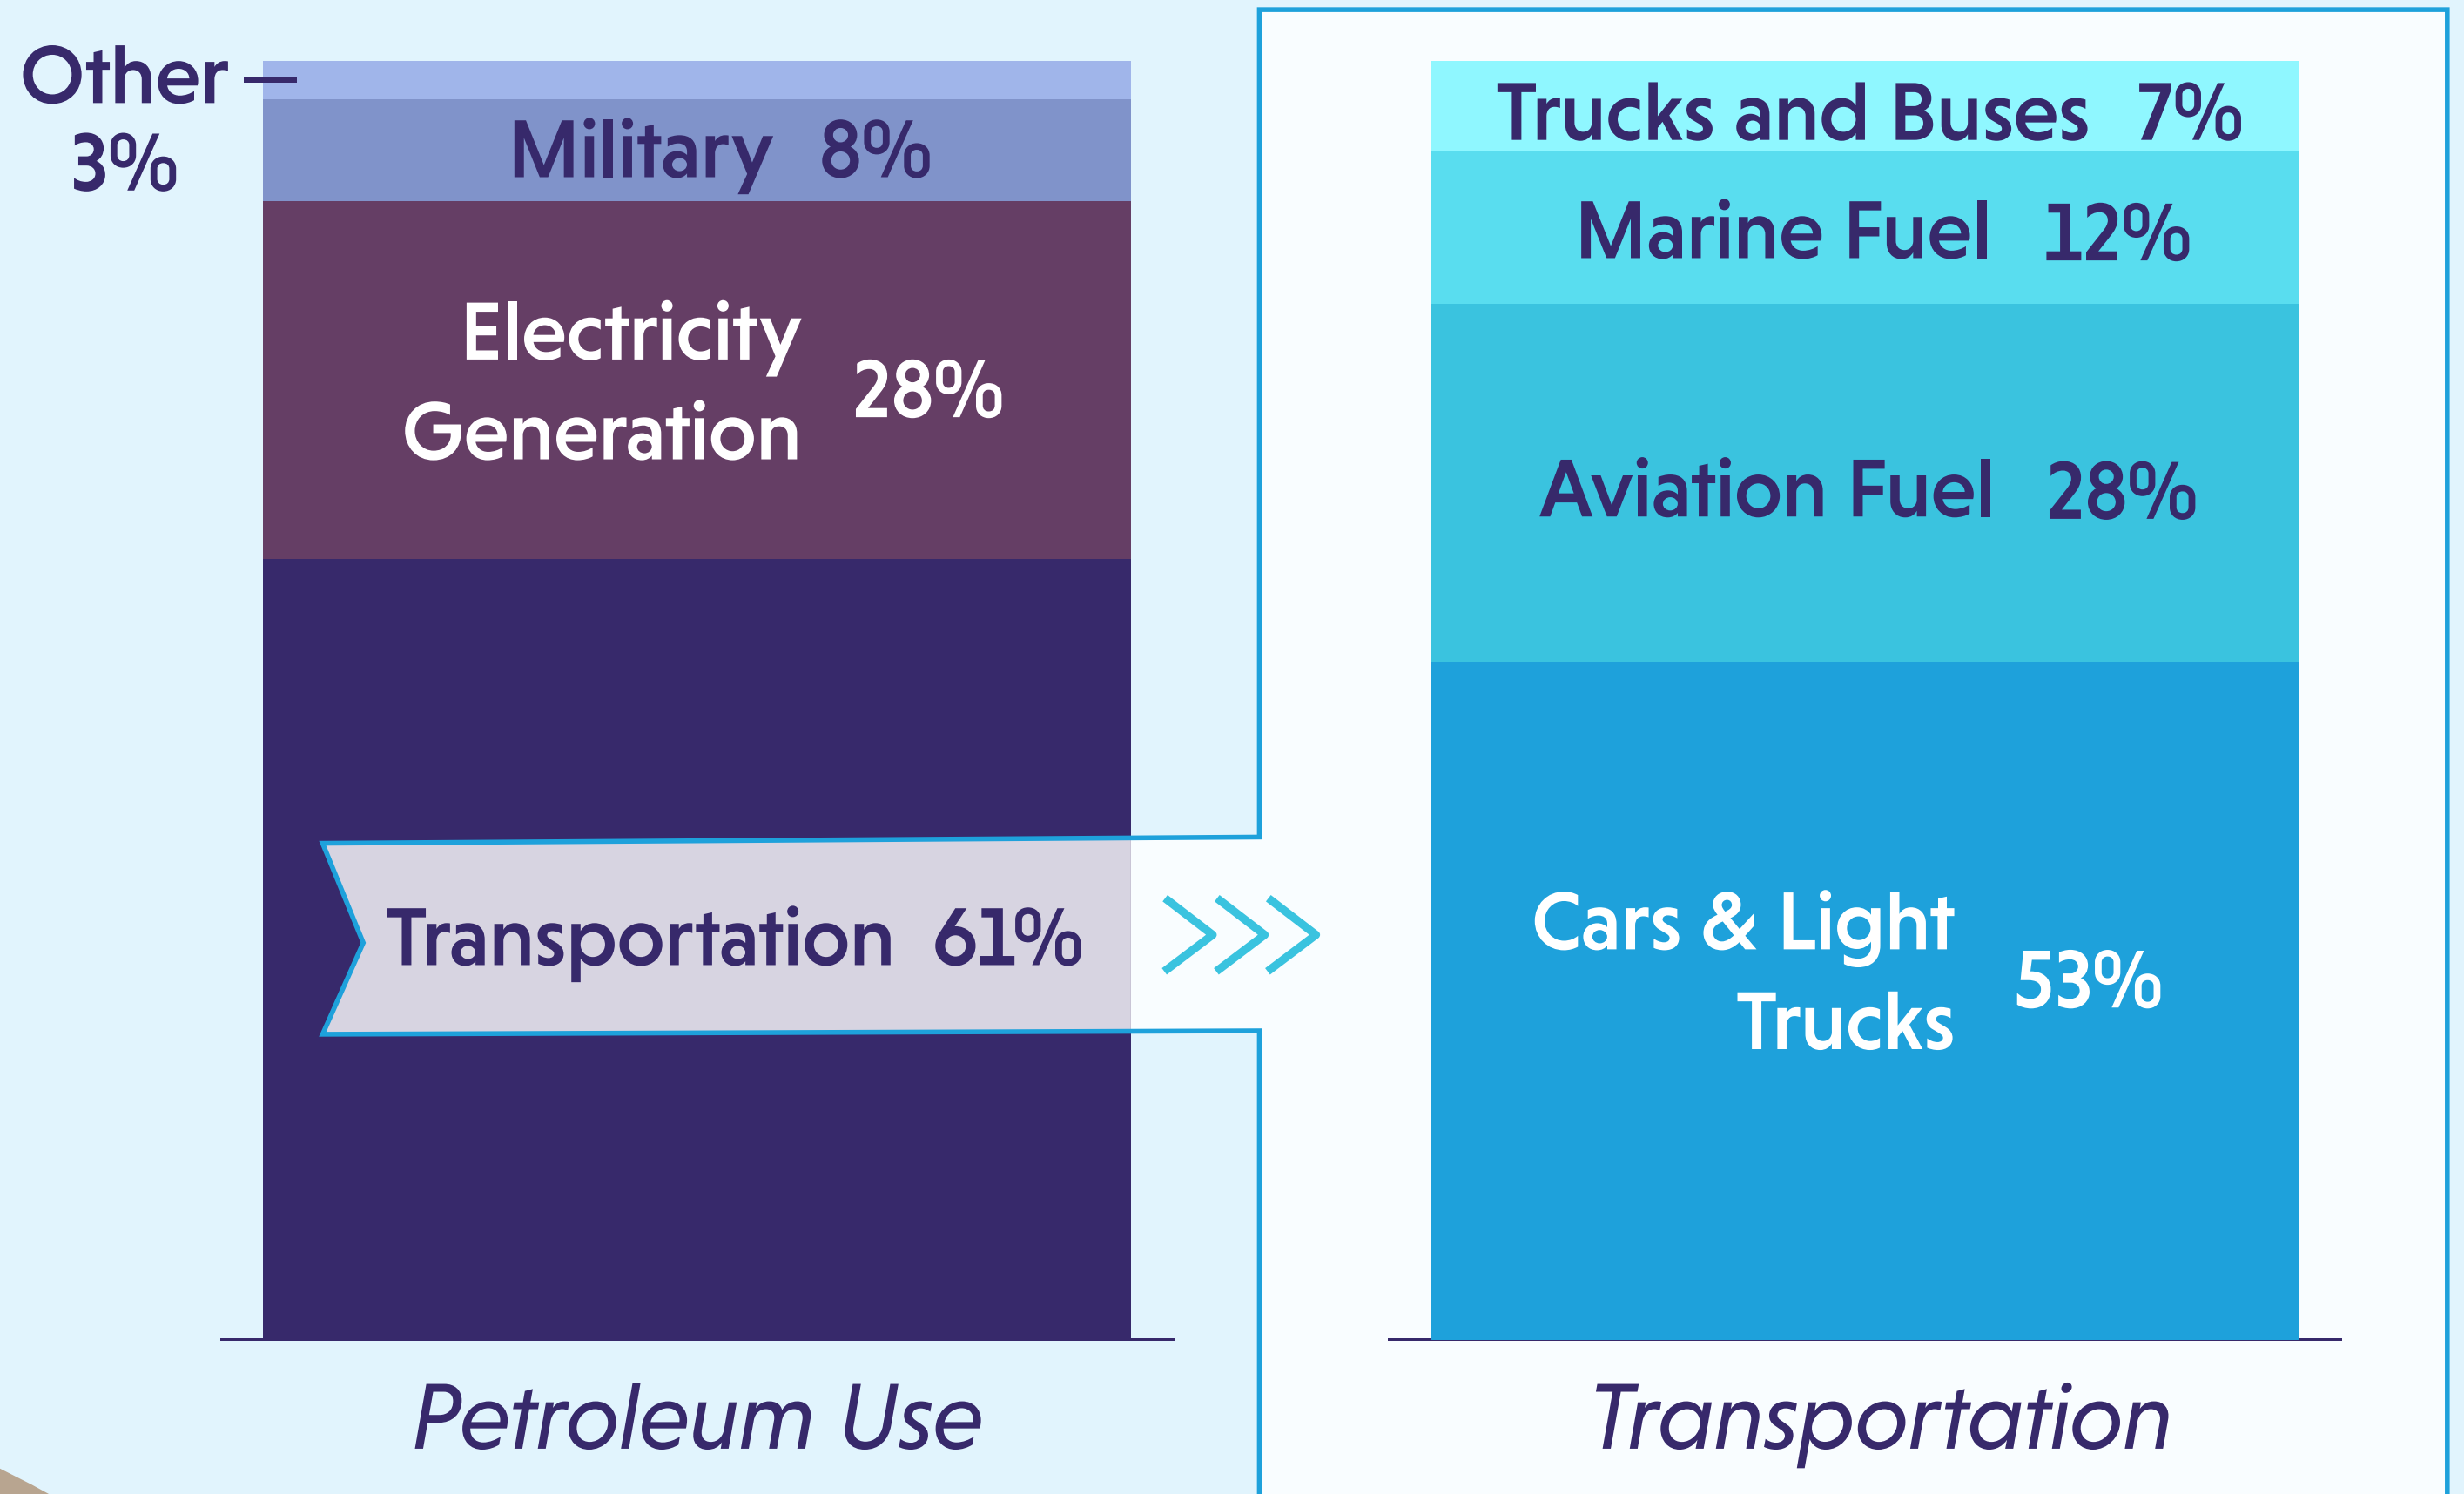 Other
3%
Military 8%
Electricity
Generation
28%
Transportation 61%
Petroleum Use
Trucks and Buses 7%
Marine Fuel 12%
Aviation Fuel 28%
Cars & Light
Trucks
53%
Transportation